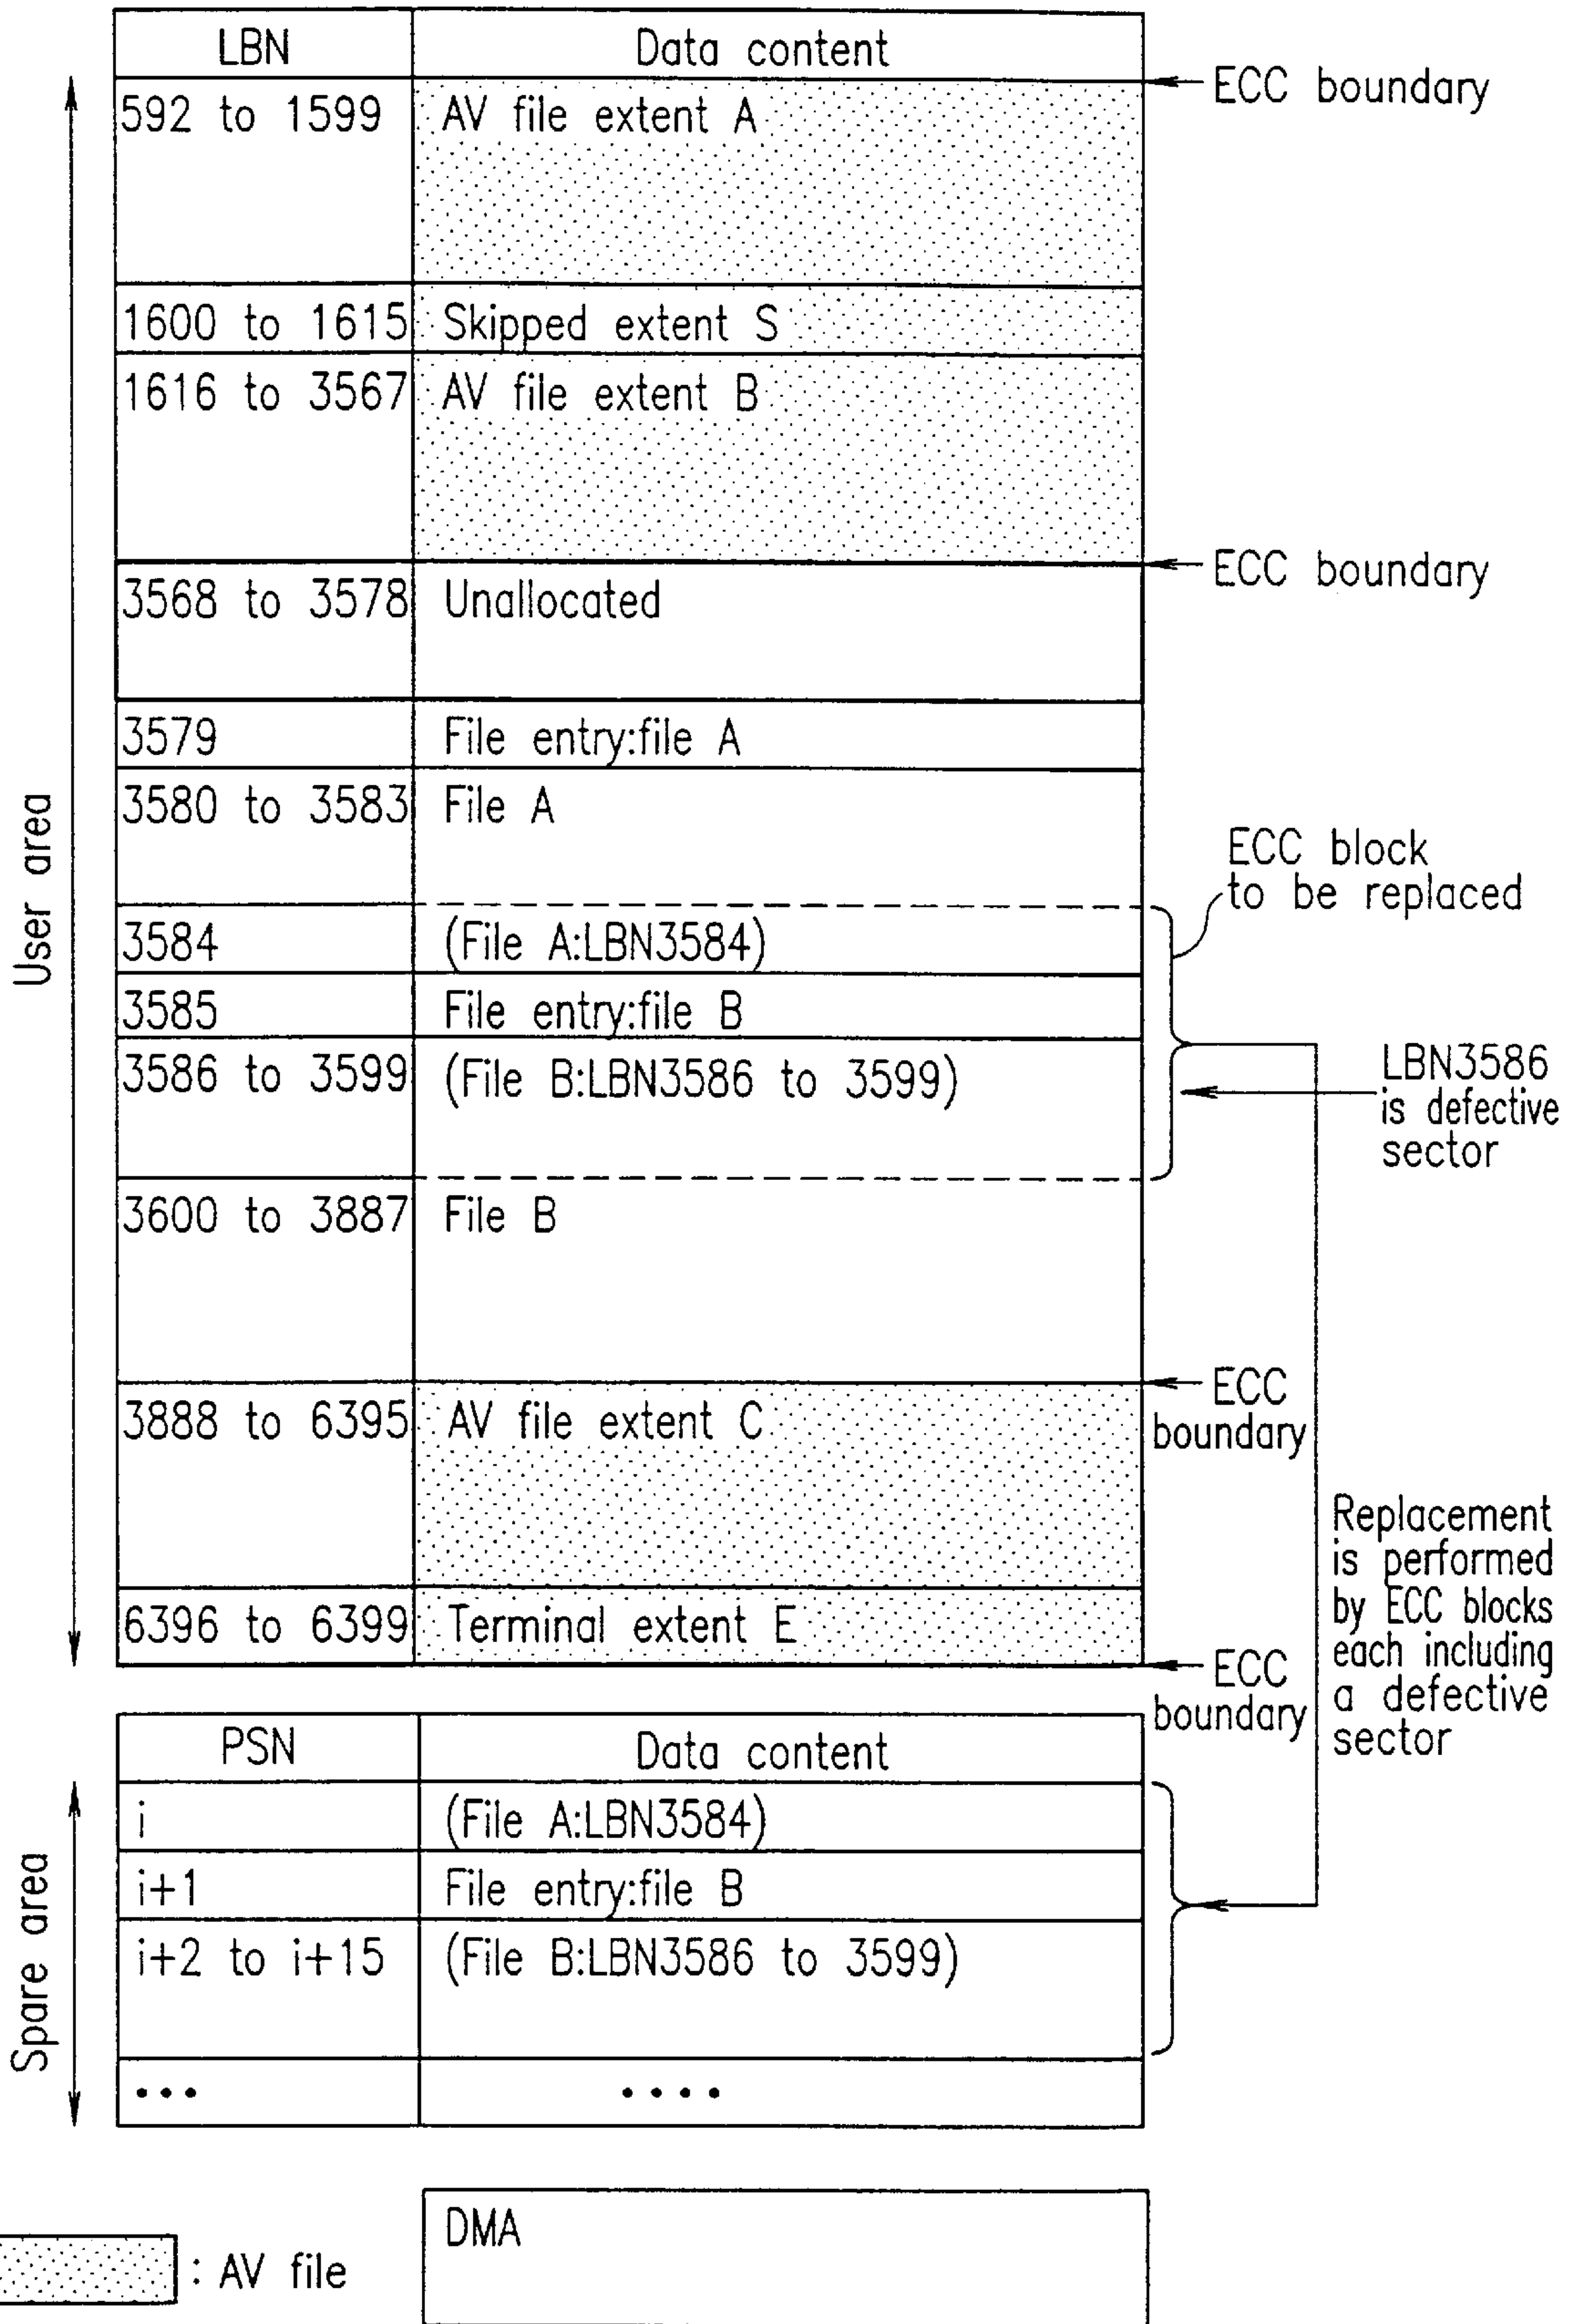 LBN Data content
ECC boundary
592 to 1599 AV file extent A
1600 to 1615 Skipped extent S
1616 to 3567 AV file extent B
ECC boundary
3568 to 3578 Unallocated
3579 File entry:file A
3580 to 3583 File A
ECC block
to be replaced
3584 (File A:LBN3584)
3585 File entry:file B
3586 to 3599 (File B:LBN3586 to 3599)
LBN3586
is defective
sector
3600 to 3887 File B
User area
ECC
boundary
3888 to 6395 AV file extent C
6396 to 6399 Terminal extent E
ECC
boundary
Replacement
is performed
by ECC blocks
each including
a defective
sector
PSN Data content
i (File A:LBN3584)
i+1 File entry:file B
i+2 to i+15 (File B:LBN3586 to 3599)
••• ••••
Spare area
DMA
: AV file